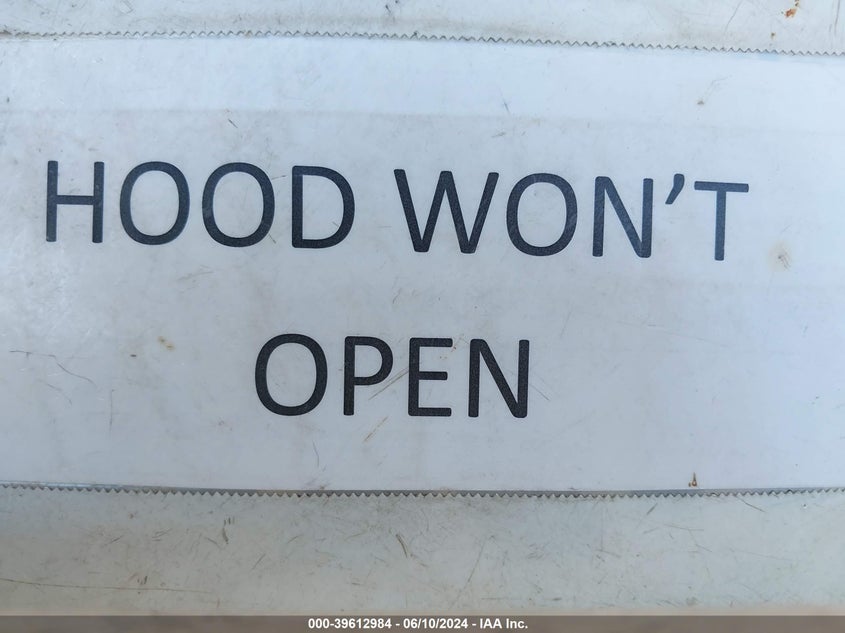 HOOD WON’T
OPEN
000-39612984 - 06/10/2024 - IAA Inc.